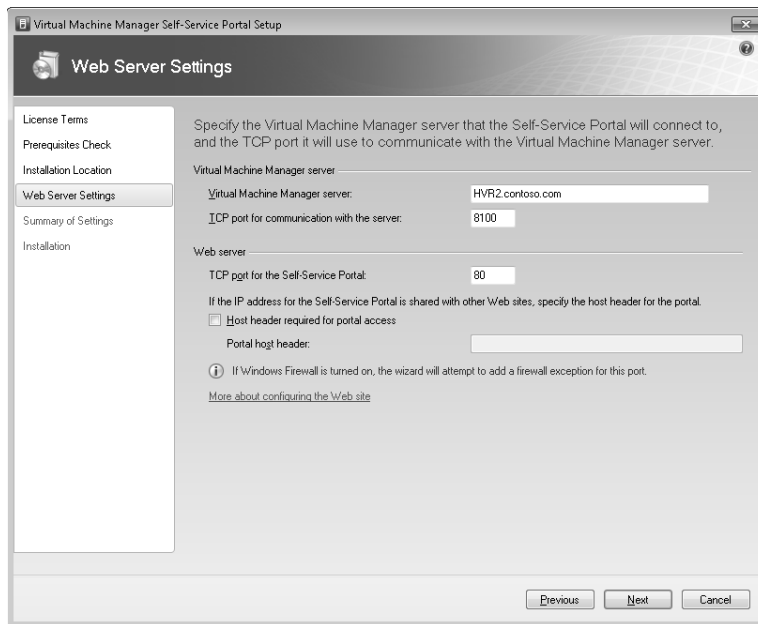 Virtual Machine Manager Self-Service Portal Setup
Web Server Settings
License Terms
Prerequisites Check
Installation Location
Web Server Settings
Summary of Settings
Installation
Specify the Virtual Machine Manager server that the Self-Service Portal will connect to,
and the TCP port it will use to communicate with the Virtual Machine Manager server.
Virtual Machine Manager server
Virtual Machine Manager server: HVR2.contoso.com
TCP port for communication with the server: 8100
Web server
TCP port for the Self-Service Portal: 80
If the IP address for the Self-Service Portal is shared with other Web sites, specify the host header for the portal.
Host header required for portal access
Portal host header:
If Windows Firewall is turned on, the wizard will attempt to add a firewall exception for this port.
More about configuring the Web site
Previous Next Cancel